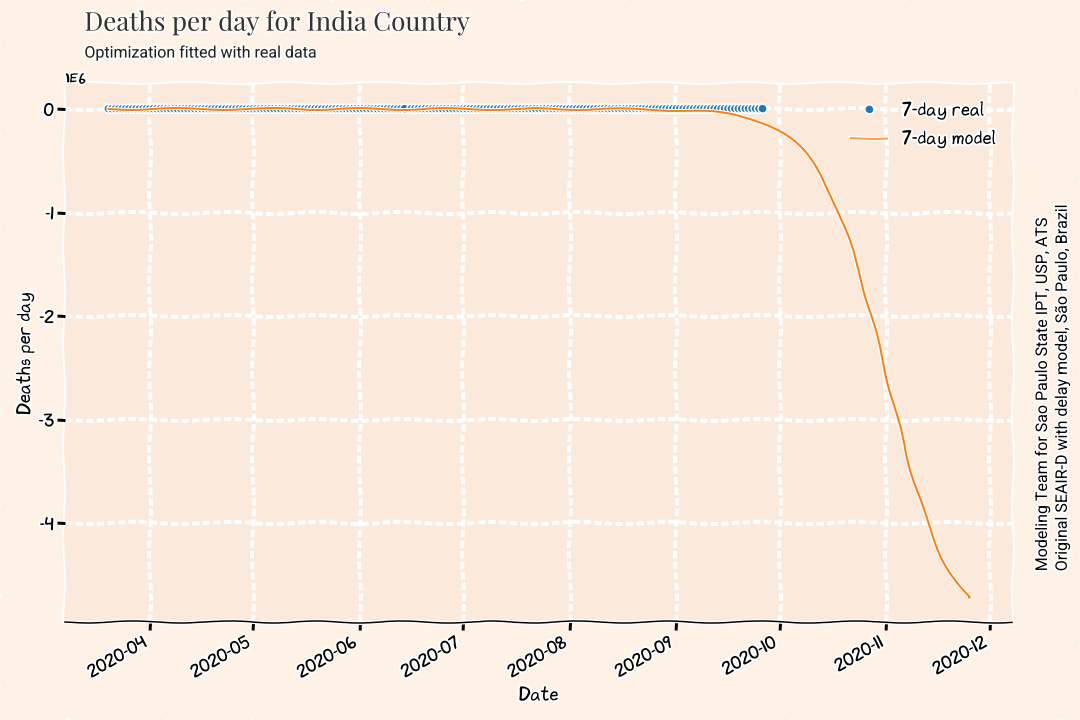 Deaths per day for India Country
Optimization fitted with real data
1E6
0
-1
-2
-3
-4
Deaths per day
7-day real
7-day model
2020-04
2020-05
2020-06
2020-07
2020-08
2020-09
2020-10
2020-11
2020-12
Date
Modeling Team for Sao Paulo State IPT, USP, ATS
Original SEAIR-D with delay model, São Paulo, Brazil